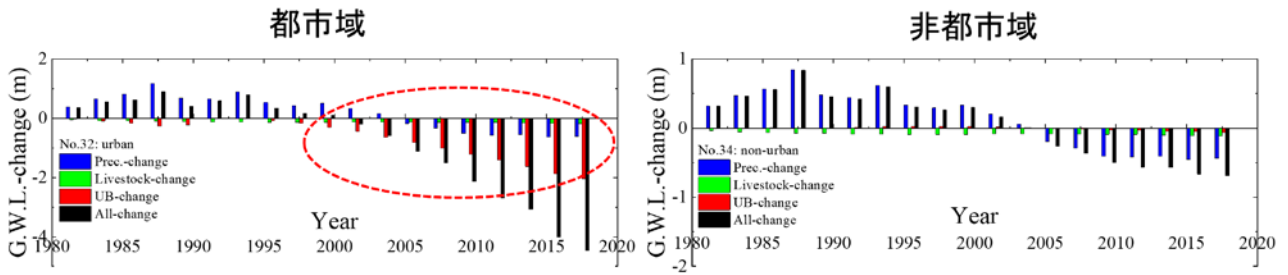 都市域
G.W.L.-change (m)
2
0
-2
-4
No.32: urban
Prec.-change
Livestock-change
UB-change
All-change
Year
1980 1985 1990 1995 2000 2005 2010 2015 2020
非都市域
G.W.L.-change (m)
1
0
-1
-2
No.34: non-urban
Prec.-change
Livestock-change
UB-change
All-change
Year
1980 1985 1990 1995 2000 2005 2010 2015 2020